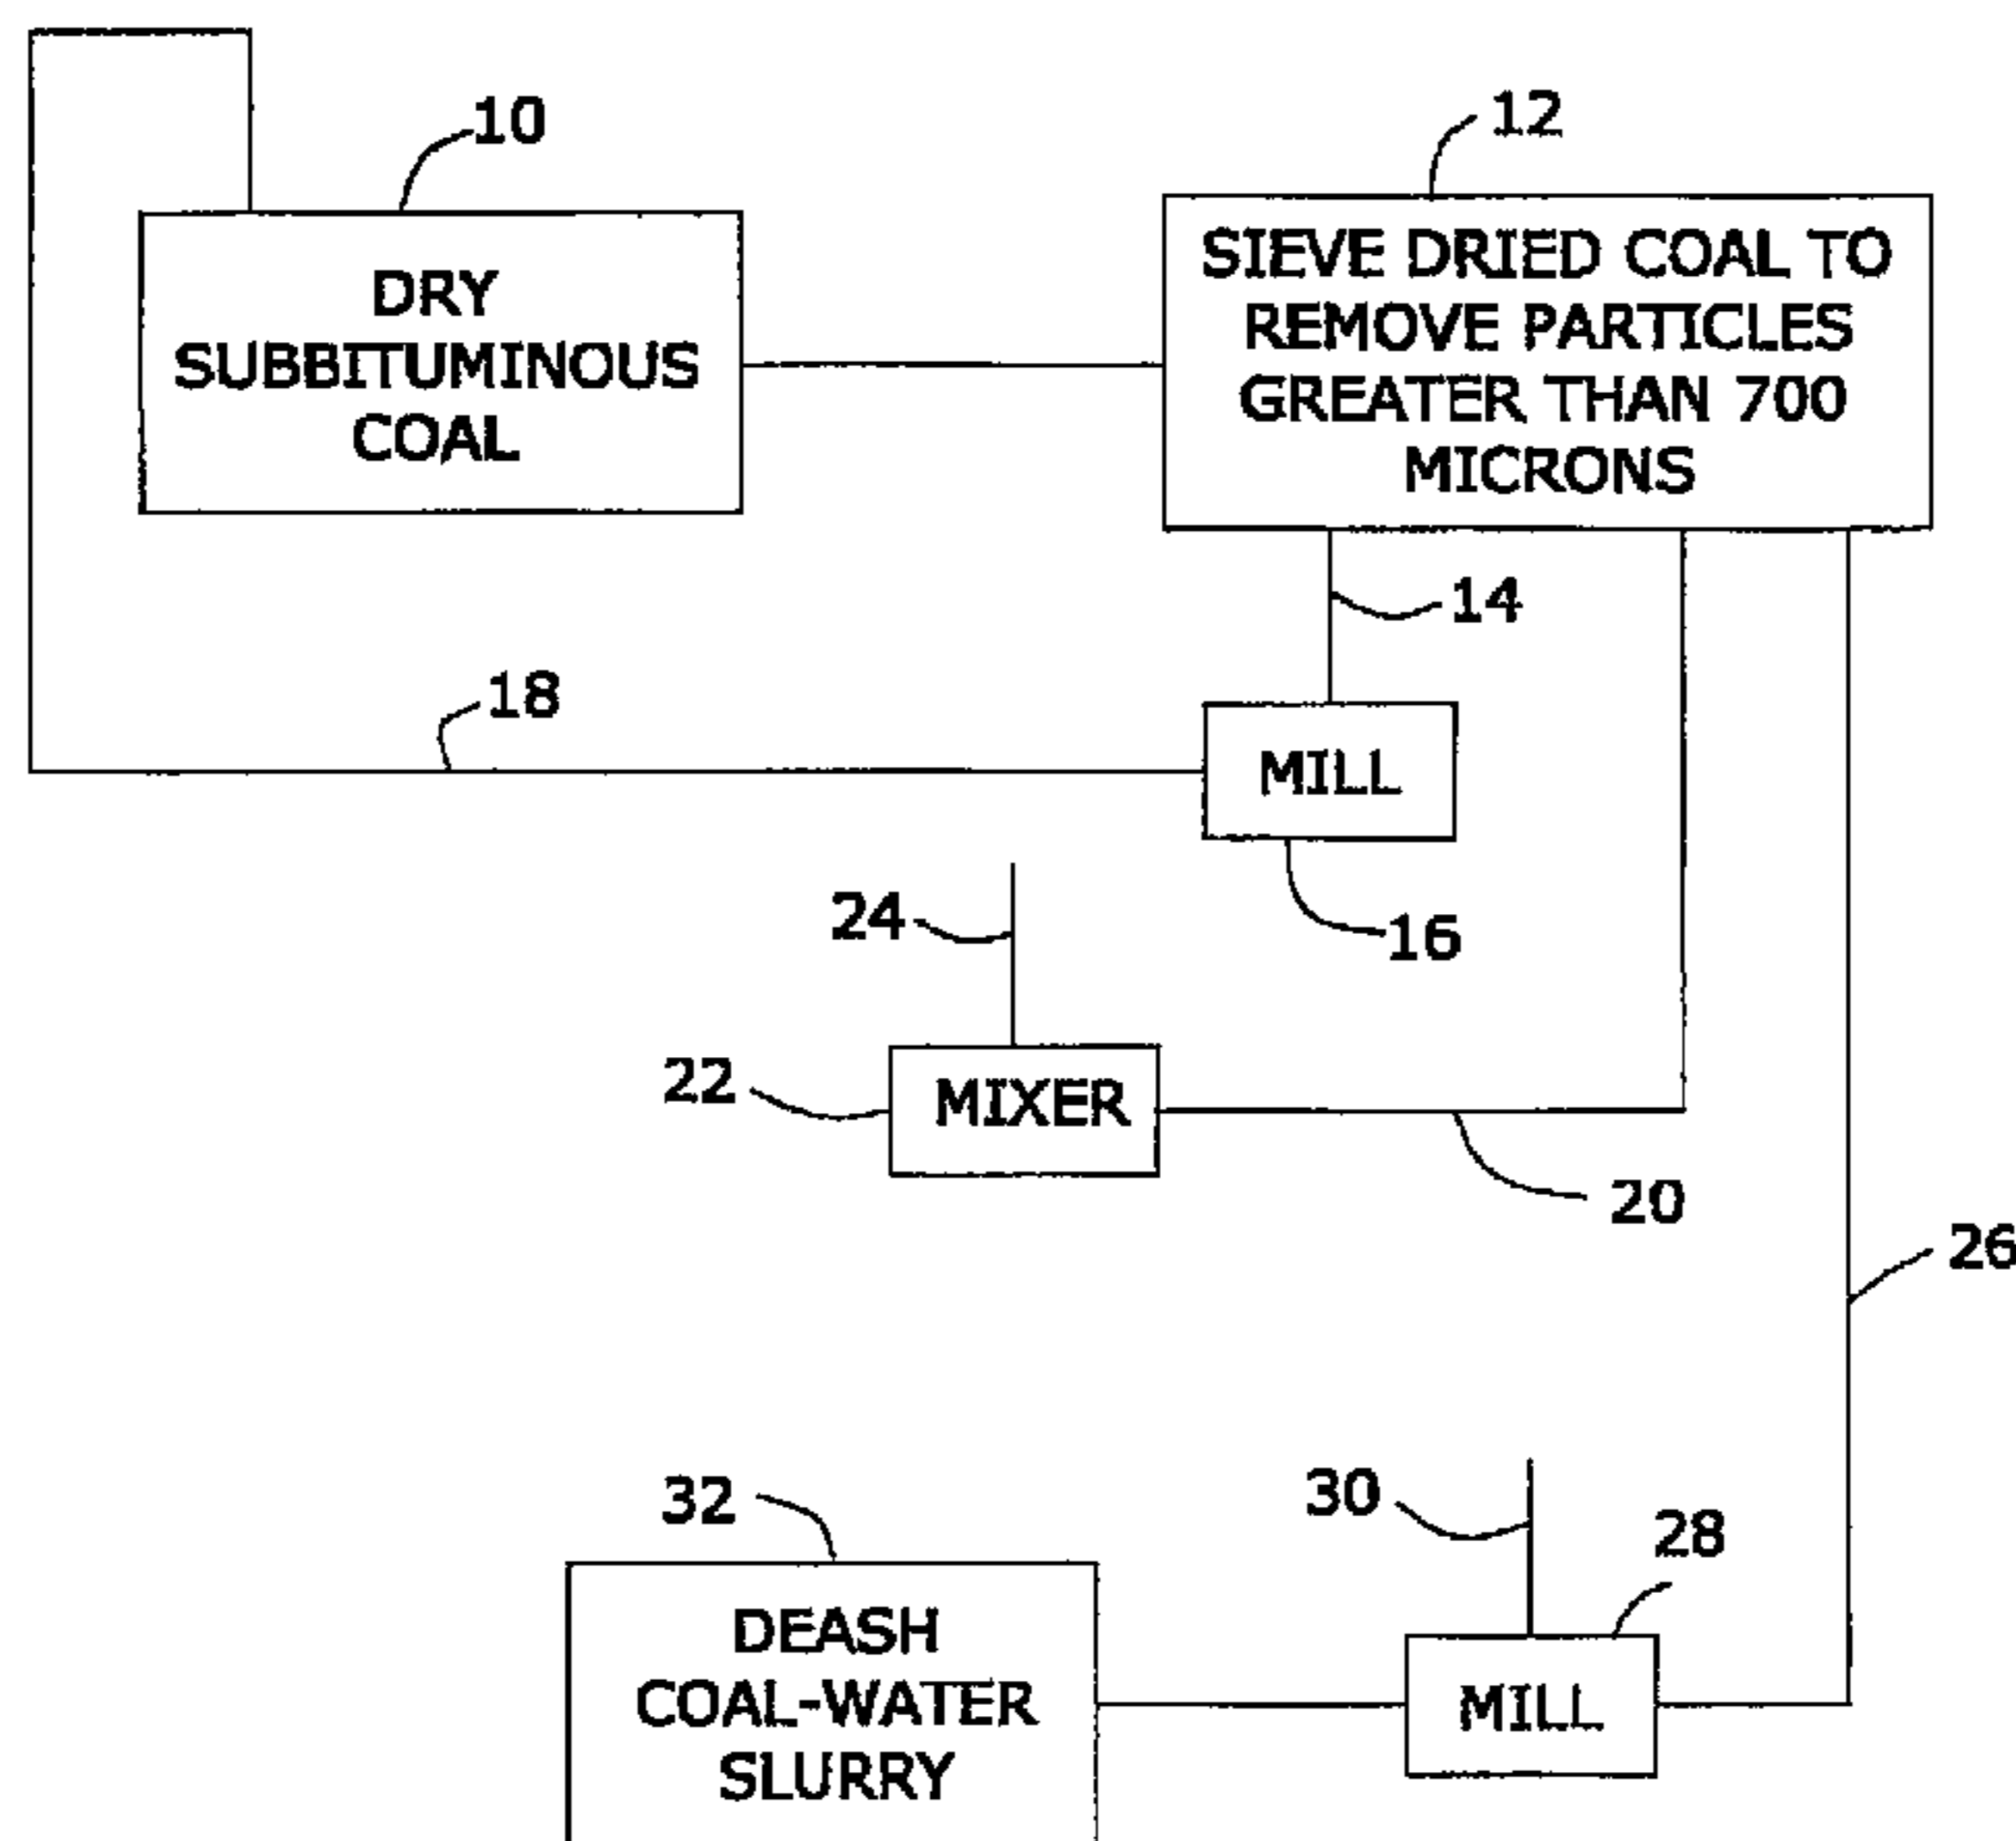 10
12
DRY
SUBBITUMINOUS
COAL
SIEVE DRIED COAL TO
REMOVE PARTICLES
GREATER THAN 700
MICRONS
14
18
MILL
24
16
22
MIXER
20
26
32
30
28
DEASH
COAL-WATER
SLURRY
MILL